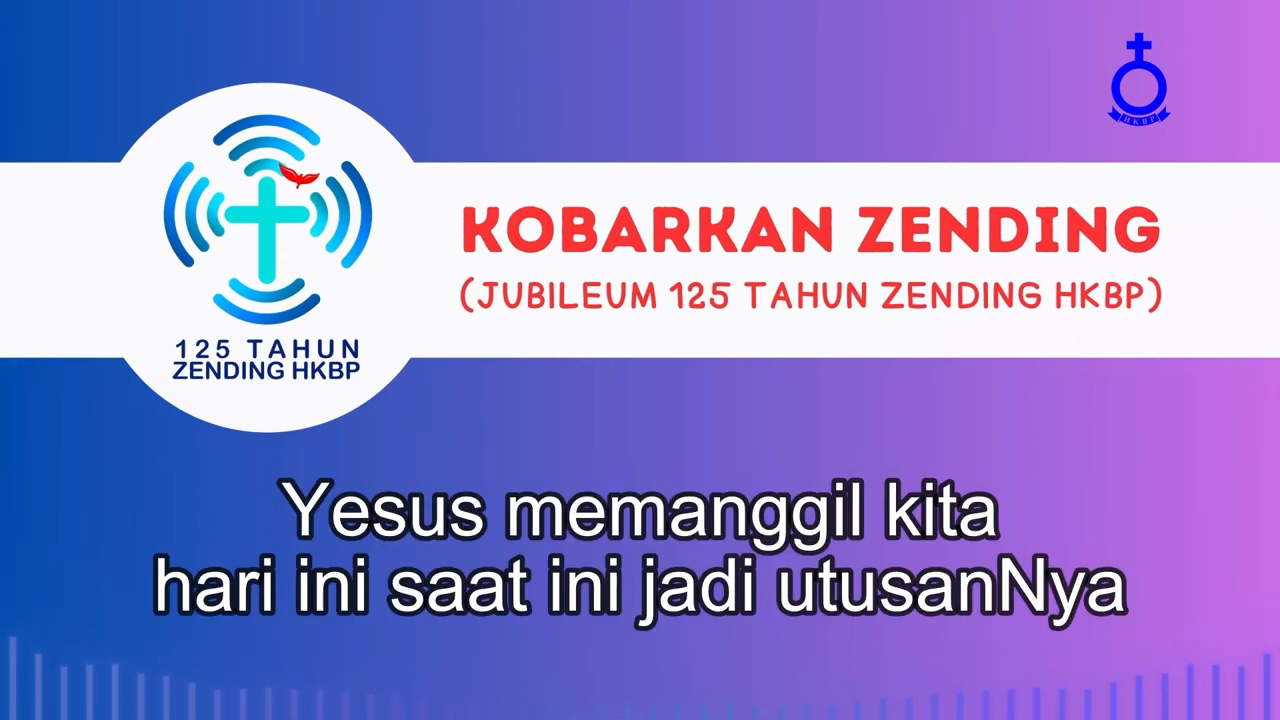 HKBP
KOBARKAN ZENDING
(JUBILEUM 125 TAHUN ZENDING HKBP)
125 TAHUN
ZENDING HKBP
Yesus memanggil kita
hari ini saat ini jadi utusanNya